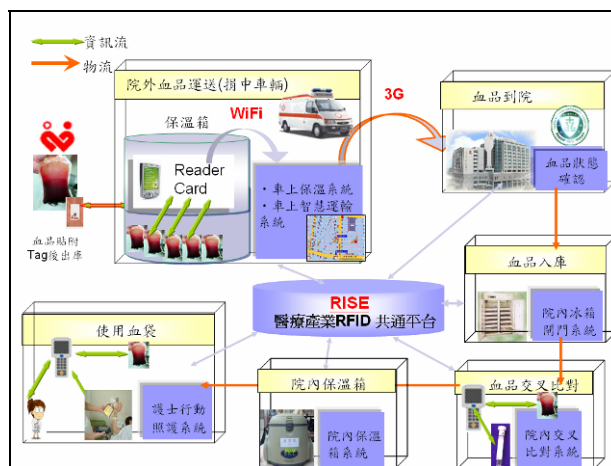 資訊流
物流
院外血品運送(捐中車輛)
WiFi
3G
保溫箱
Reader
Card
・車上保溫系統
・車上智慧運輸
系統
血品貼附
Tag後出庫
血品到院
血品狀態
確認
RISE
醫療產業RFID 共通平台
血品入庫
院內冰箱
閘門系統
使用血袋
護士行動
照護系統
院內保溫箱
院內保溫
箱系統
血品交叉比對
院內交叉
比對系統